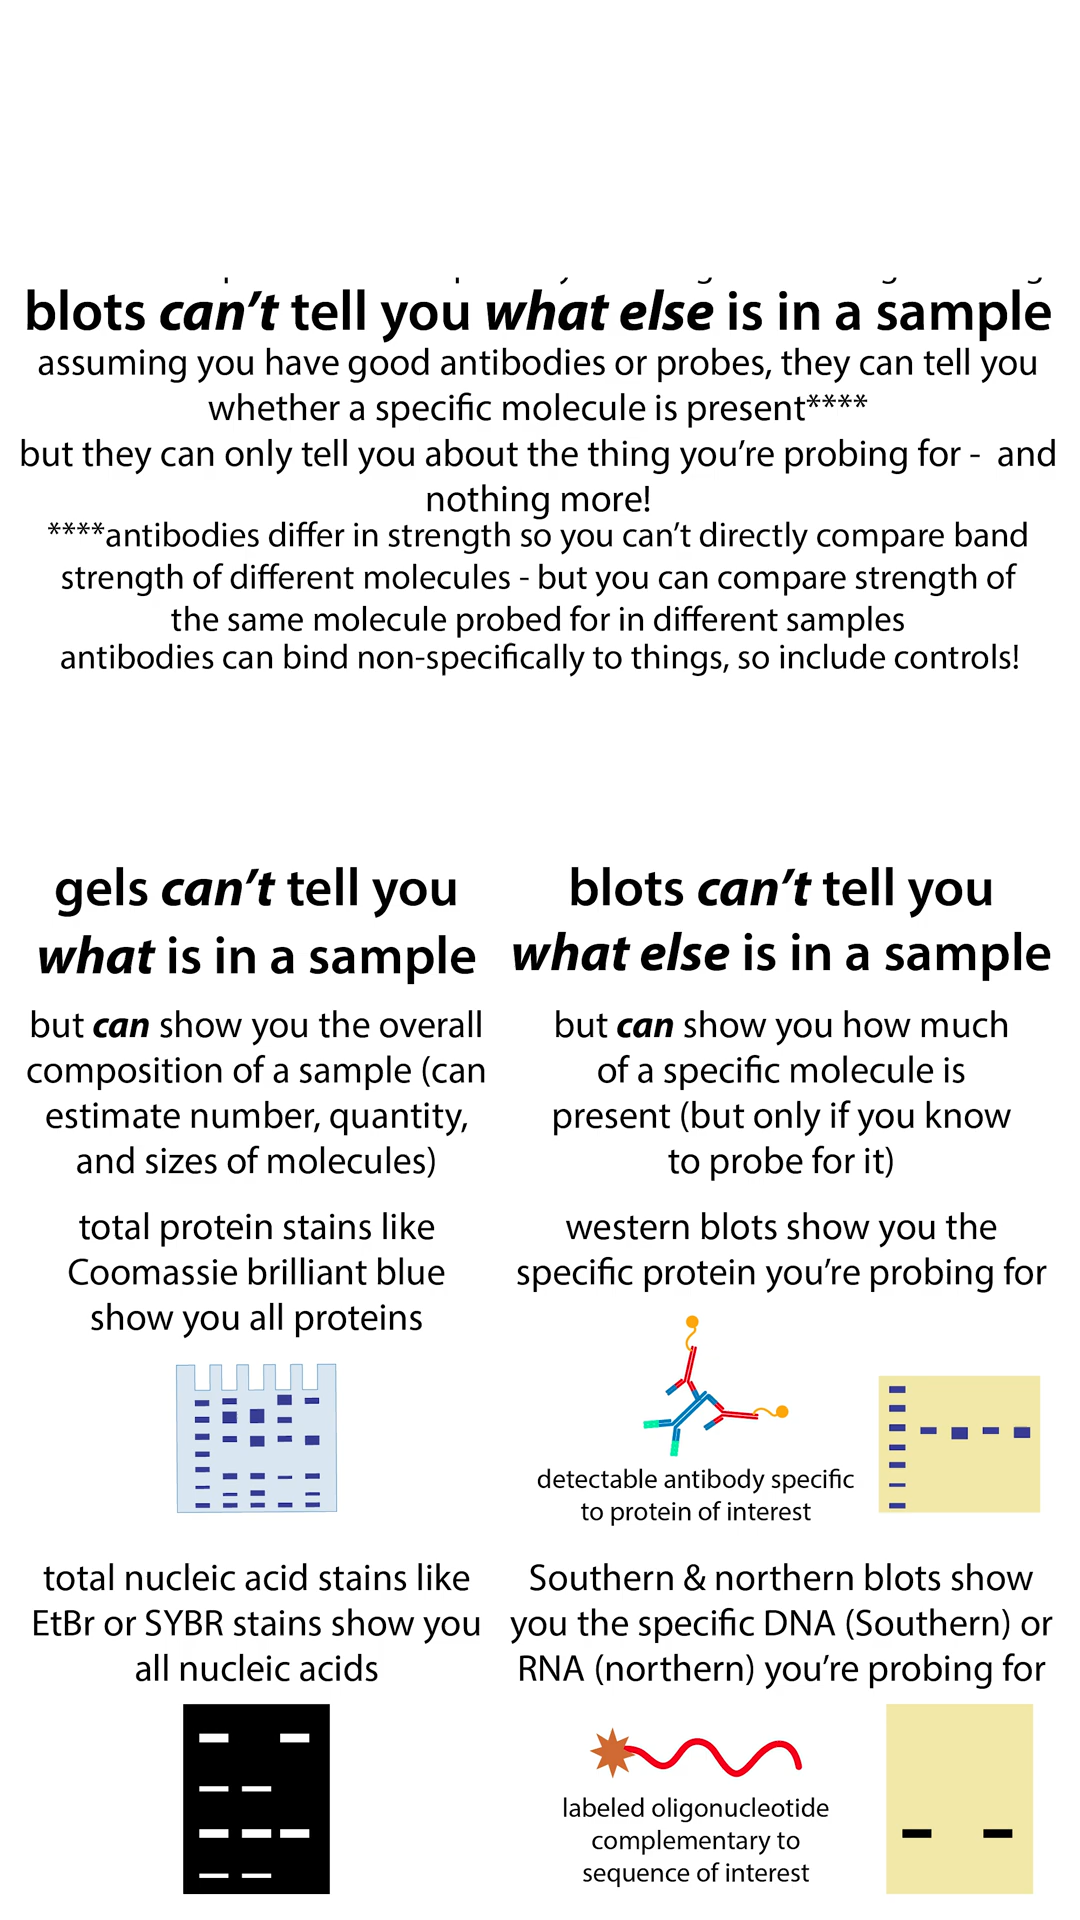 blots can’t tell you what else is in a sample
assuming you have good antibodies or probes, they can tell you
whether a specific molecule is present****
but they can only tell you about the thing you’re probing for - and
nothing more!
****antibodies differ in strength so you can’t directly compare band
strength of different molecules - but you can compare strength of
the same molecule probed for in different samples
antibodies can bind non-specifically to things, so include controls!
gels can’t tell you
what is in a sample
but can show you the overall
composition of a sample (can
estimate number, quantity,
and sizes of molecules)
total protein stains like
Coomassie brilliant blue
show you all proteins
total nucleic acid stains like
EtBr or SYBR stains show you
all nucleic acids
blots can’t tell you
what else is in a sample
but can show you how much
of a specific molecule is
present (but only if you know
to probe for it)
western blots show you the
specific protein you’re probing for
detectable antibody specific
to protein of interest
Southern & northern blots show
you the specific DNA (Southern) or
RNA (northern) you’re probing for
labeled oligonucleotide
complementary to
sequence of interest